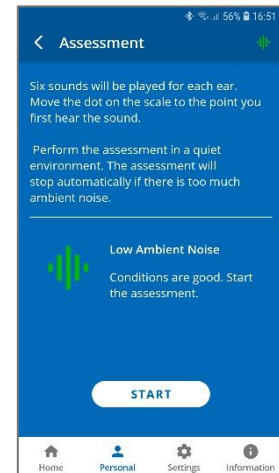 56% 16:51
Assessment
Six sounds will be played for each ear.
Move the dot on the scale to the point you
first hear the sound.
Perform the assessment in a quiet
environment. The assessment will
stop automatically if there is too much
ambient noise.
Low Ambient Noise
Conditions are good. Start
the assessment.
START
Home Personal Settings Information